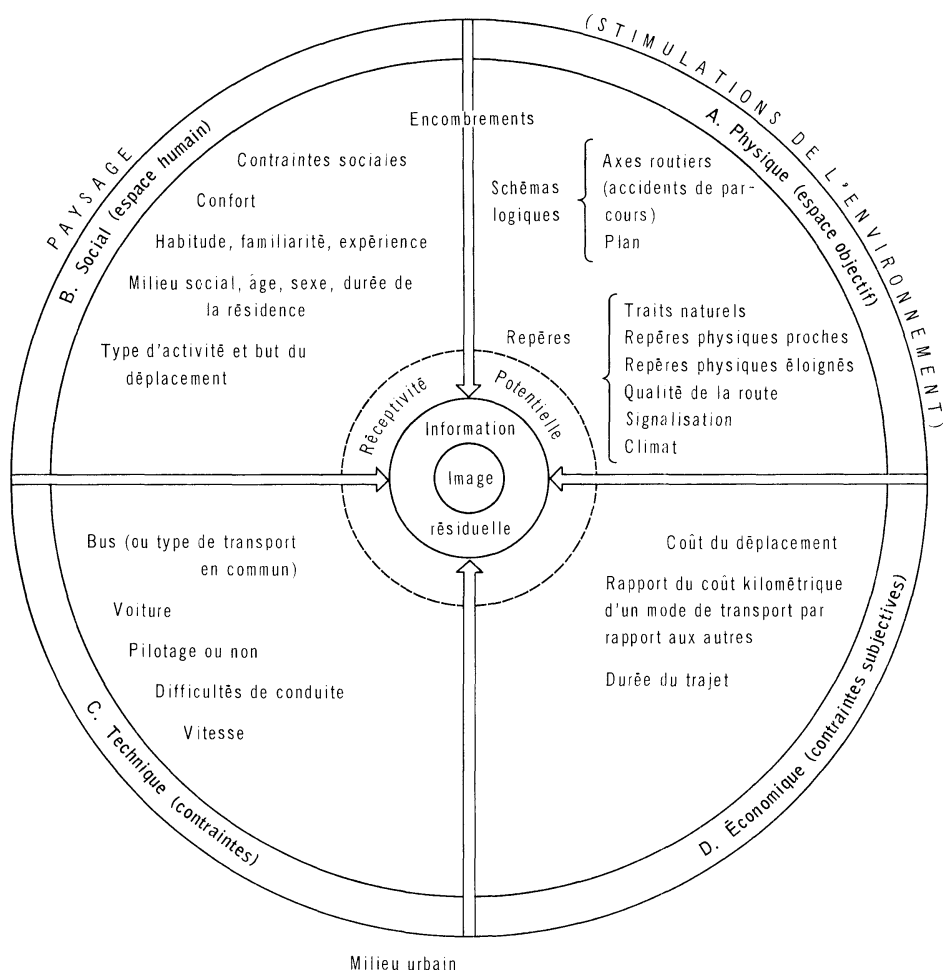 PAYSAGE
(STIMULATIONS DE L'ENVIRONNEMENT)
B. Social (espace humain)
A. Physique (espace objectif)
Encombrements
Contraintes sociales
Confort
Habitude, familiarité, expérience
Milieu social, âge, sexe, durée de
la résidence
Type d'activité et but du
déplacement
Schémas
logiques
Axes routiers
(accidents de par-
cours)
Plan
Repères
Traits naturels
Repères physiques proches
Repères physiques éloignés
Qualité de la route
Signalisation
Climat
Réceptivité
Potentielle
Information
Image
résiduelle
Bus (ou type de transport
en commun)
Voiture
Pilotage ou non
Difficultés de conduite
Vitesse
Coût du déplacement
Rapport du coût kilométrique
d'un mode de transport par
rapport aux autres
Durée du trajet
C. Technique (contraintes)
D. Économique (contraintes subjectives)
Milieu urbain